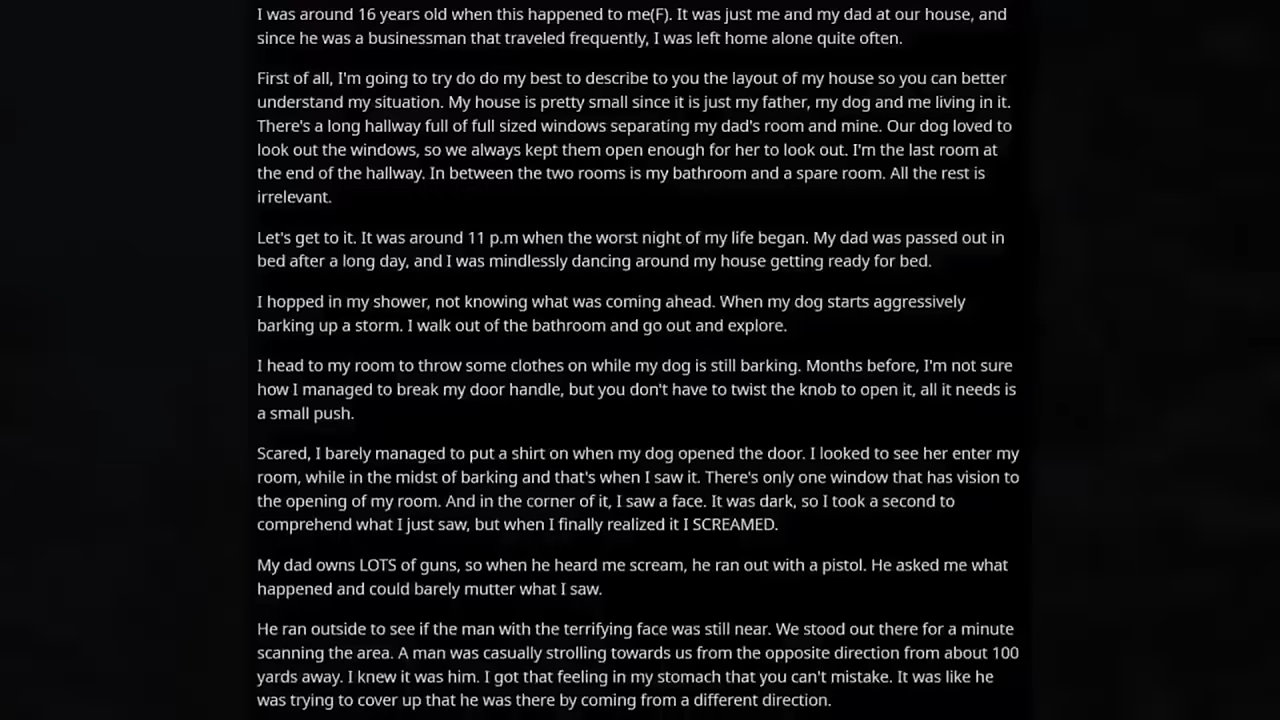 I was around 16 years old when this happened to me(F). It was just me and my dad at our house, and
since he was a businessman that traveled frequently, I was left home alone quite often.
First of all, I'm going to try do do my best to describe to you the layout of my house so you can better
understand my situation. My house is pretty small since it is just my father, my dog and me living in it.
There's a long hallway full of full sized windows separating my dad's room and mine. Our dog loved to
look out the windows, so we always kept them open enough for her to look out. I'm the last room at
the end of the hallway. In between the two rooms is my bathroom and a spare room. All the rest is
irrelevant.
Let's get to it. It was around 11 p.m when the worst night of my life began. My dad was passed out in
bed after a long day, and I was mindlessly dancing around my house getting ready for bed.
I hopped in my shower, not knowing what was coming ahead. When my dog starts aggressively
barking up a storm. I walk out of the bathroom and go out and explore.
I head to my room to throw some clothes on while my dog is still barking. Months before, I'm not sure
how I managed to break my door handle, but you don't have to twist the knob to open it, all it needs is
a small push.
Scared, I barely managed to put a shirt on when my dog opened the door. I looked to see her enter my
room, while in the midst of barking and that's when I saw it. There's only one window that has vision to
the opening of my room. And in the corner of it, I saw a face. It was dark, so I took a second to
comprehend what I just saw, but when I finally realized it I SCREAMED.
My dad owns LOTS of guns, so when he heard me scream, he ran out with a pistol. He asked me what
happened and could barely mutter what I saw.
He ran outside to see if the man with the terrifying face was still near. We stood out there for a minute
scanning the area. A man was casually strolling towards us from the opposite direction from about 100
yards away. I knew it was him. I got that feeling in my stomach that you can't mistake. It was like he
was trying to cover up that he was there by coming from a different direction.